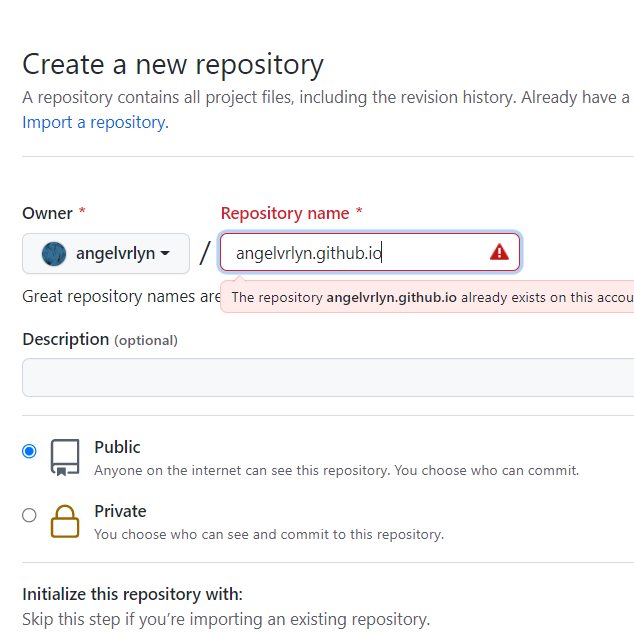 Create a new repository
A repository contains all project files, including the revision history. Already have a
Import a repository.
Owner *
Repository name *
angelvrlyn
/
angelvrlyn.github.io
Great repository names are
The repository angelvrlyn.github.io already exists on this accou
Description (optional)
Public
Anyone on the internet can see this repository. You choose who can commit.
Private
You choose who can see and commit to this repository.
Initialize this repository with:
Skip this step if you’re importing an existing repository.